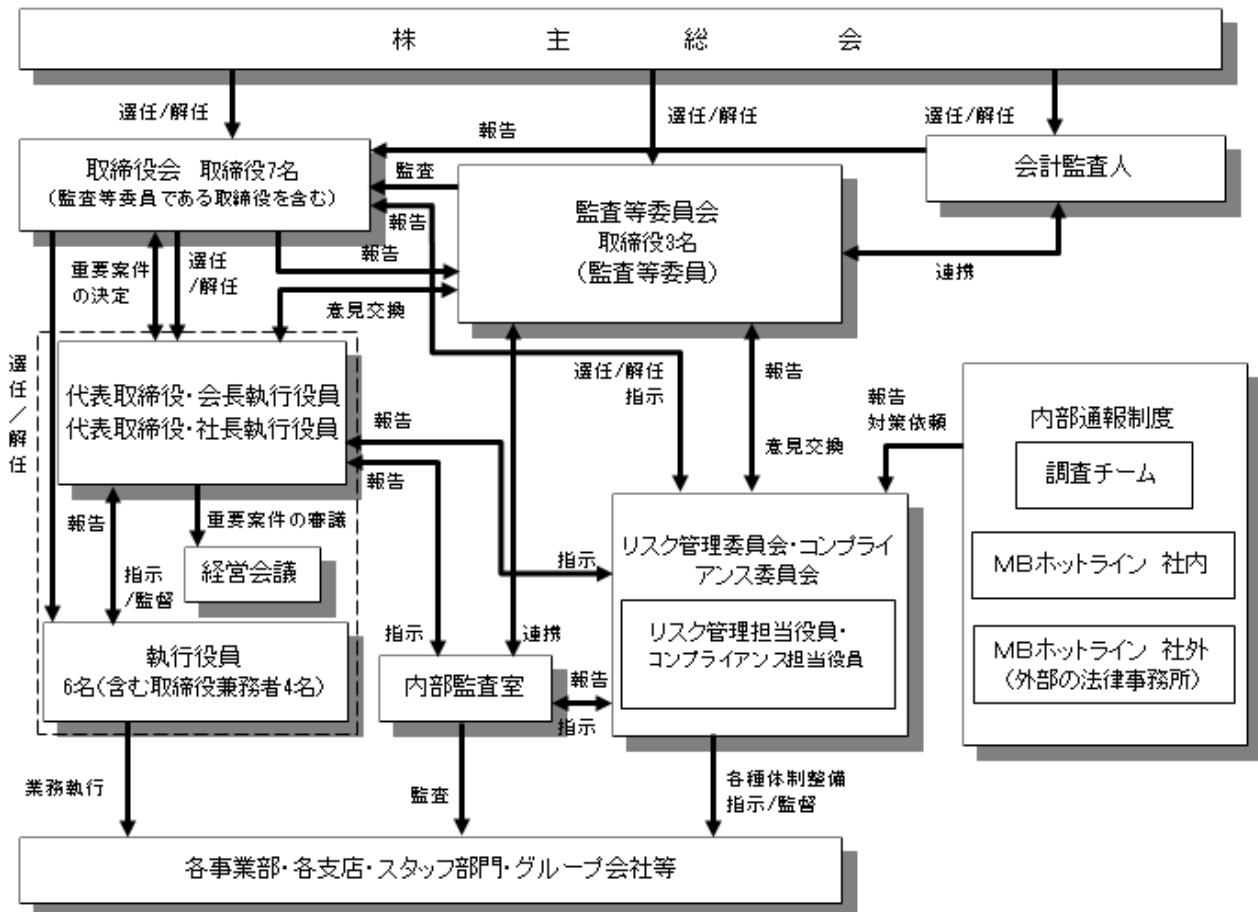 株主総会
選任/解任
選任/解任
選任/解任
報告
取締役会 取締役7名
(監査等委員である取締役を含む)
監査
監査等委員会
取締役3名
(監査等委員)
会計監査人
報告
報告
連携
重要案件
の決定
選任
/解任
意見交換
選任/解任
代表取締役・会長執行役員
代表取締役・社長執行役員
選任/解任
指示
報告
意見交換
報告
対策依頼
内部通報制度
調査チーム
MBホットライン 社内
MBホットライン 社外
(外部の法律事務所)
報告
報告
報告
重要案件の審議
経営会議
指示
/監督
指示
リスク管理委員会・コンプライ
アンス委員会
リスク管理担当役員・
コンプライアンス担当役員
執行役員
6名(含む取締役兼務者4名)
指示
連携
内部監査室
報告
指示
業務執行
監査
各種体制整備
指示/監督
各事業部・各支店・スタッフ部門・グループ会社等